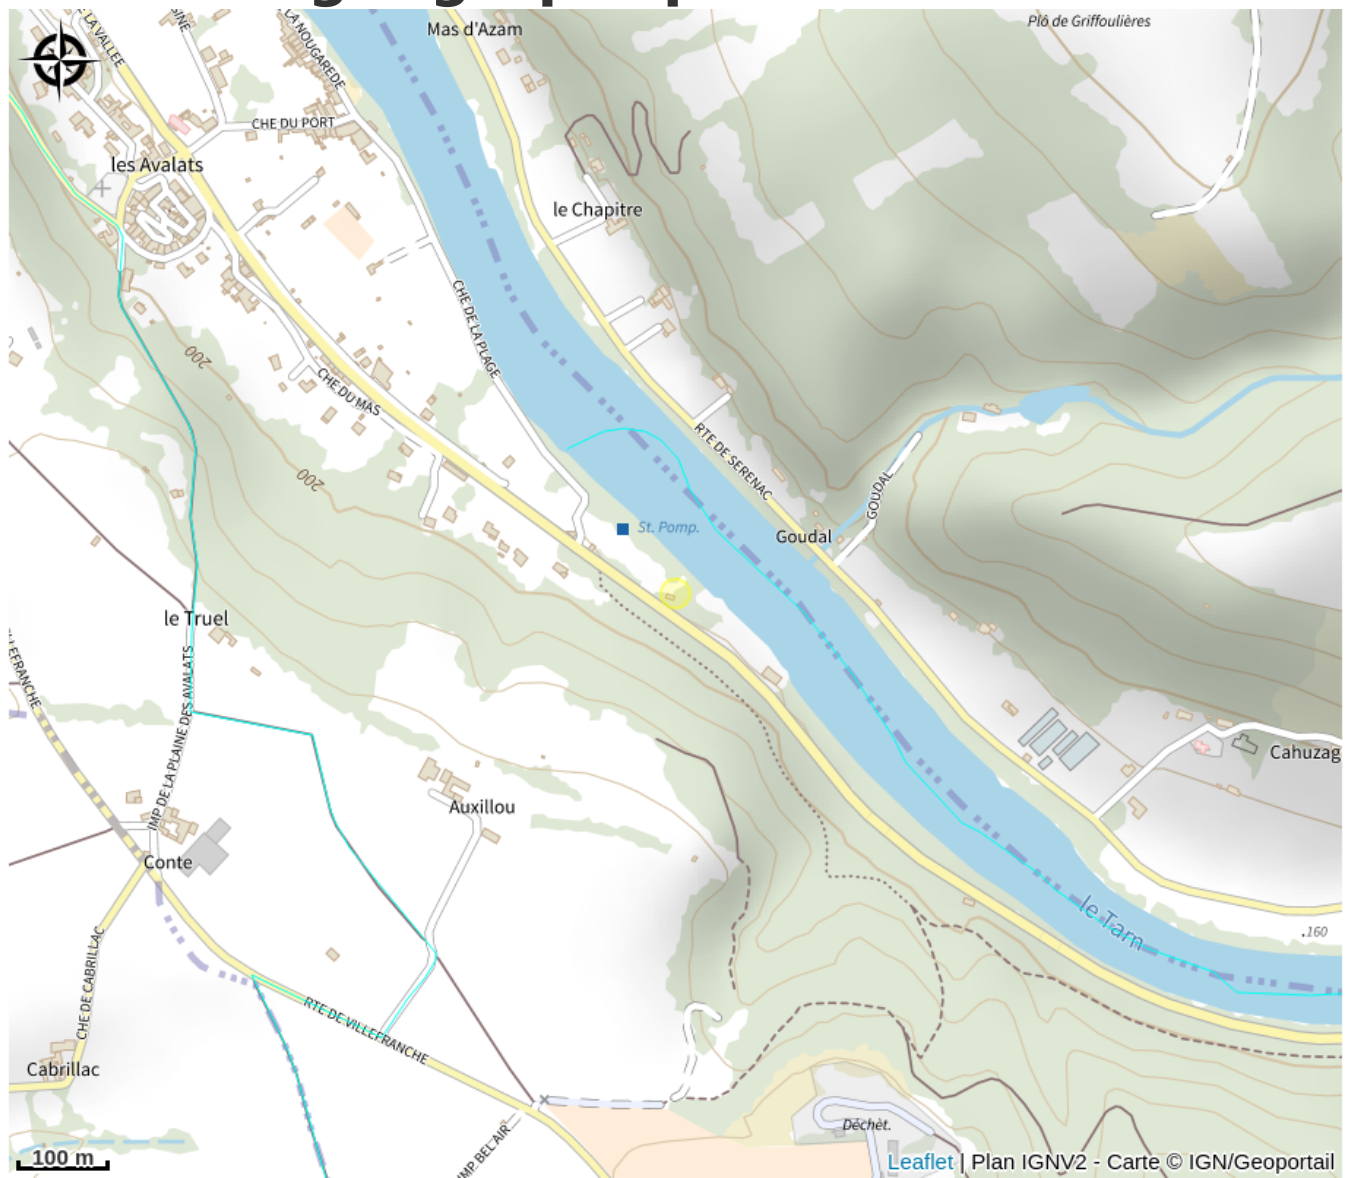 Mas d'Azam
Plô de Griffoulières
LA VALLEE
LA NOUGAREDE
CHE DU PORT
les Avalats
le Chapitre
CHE DE LA PLAGE
200
CHE DU MAS
200
RTE DE SERENAC
GOUDAL
St. Pomp.
Goudal
le Truel
IMP DE LA PLAINE DES AVALATS
Cahuzag
Auxillou
Conte
le Tarn
.160
CHE DE CABRILLAC
RTE DE VILLEFRANCHE
Cabrillac
IMP. BEL AIR
Déchèt.
100 m
Leaflet | Plan IGNV2 - Carte © IGN/Geoportail